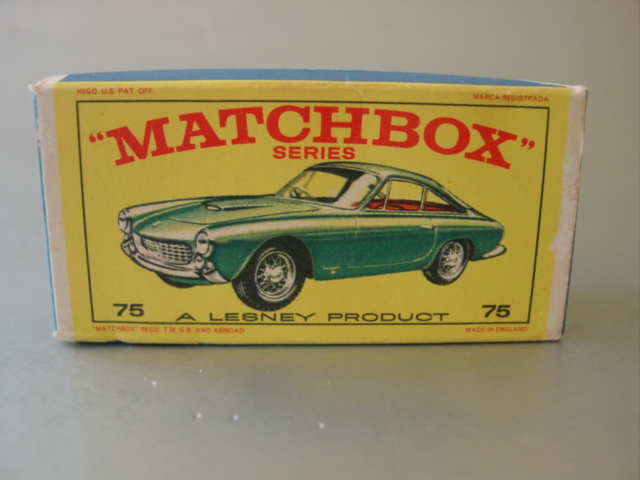 REGD. U.S. PAT. OFF. MARCA REGISTRADA
"MATCHBOX"
SERIES
75 A LESNEY PRODUCT 75
"MATCHBOX" REGD. T.M. G.B. AND ABROAD MADE IN ENGLAND